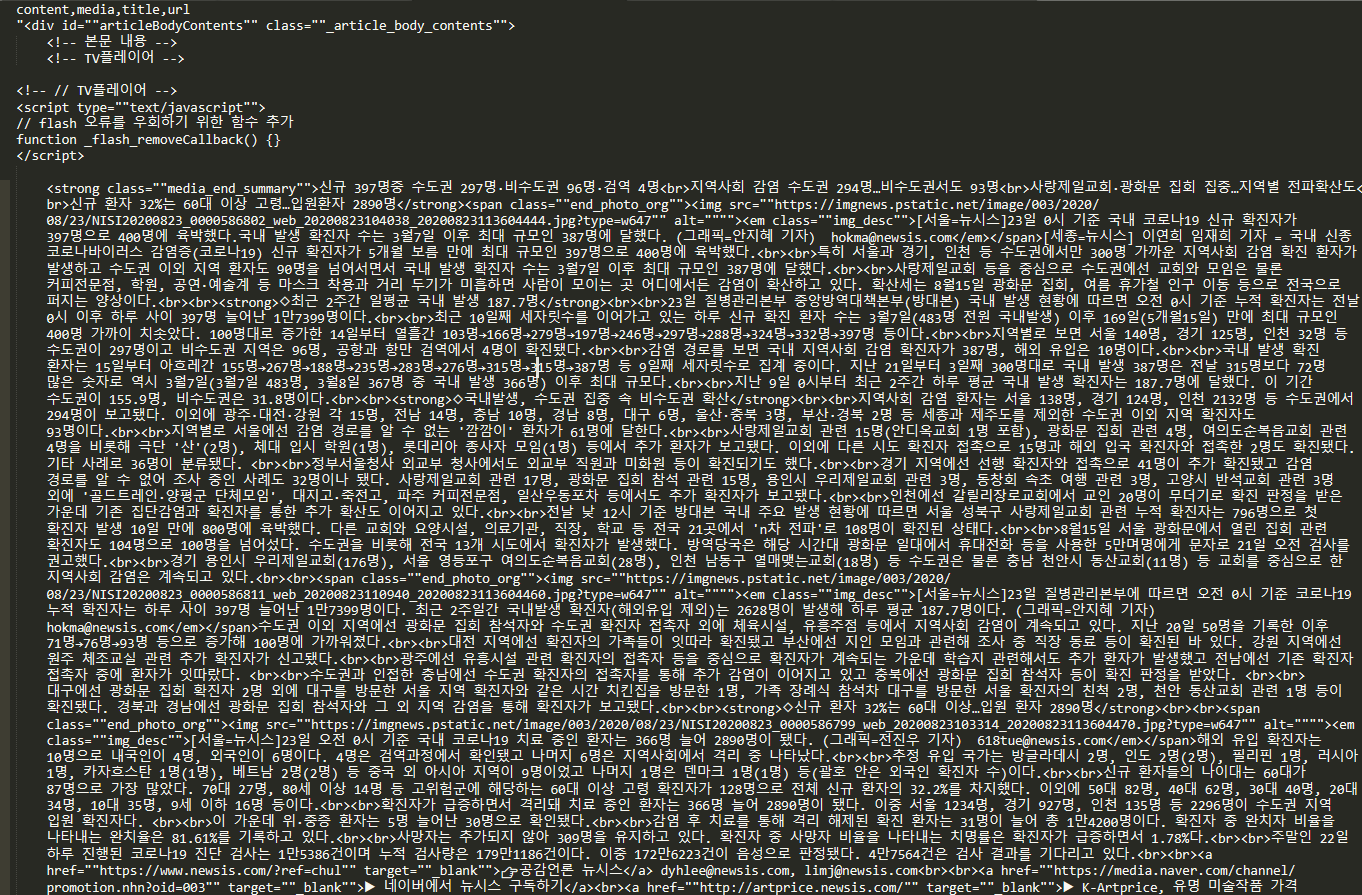 content,media,title,url
"<div id=""articleBodyContents"" class=""_article_body_contents"">
<!-- 본문 내용 -->
<!-- TV플레이어 -->
<!-- // TV플레이어 -->
<script type=""text/javascript"">
// flash 오류를 우회하기 위한 함수 추가
function _flash_removeCallback() {}
</script>
<strong class=""media_end_summary"">신규 397명중 수도권 297명·비수도권 96명·검역 4명<br>지역사회 감염 수도권 294명…비수도권서도 93명<br>사랑제일교회·광화문 집회 집중…지역별 전파확산도<
br>신규 환자 32%는 60대 이상 고령…입원환자 2890명</strong><span class=""end_photo_org""><img src=""https://imgnews.pstatic.net/image/003/2020/
08/23/NISI20200823_0000586802_web_20200823104038_20200823113604444.jpg?type=w647"" alt=""""><em class=""img_desc"">[서울=뉴시스]23일 0시 기준 국내 코로나19 신규 확진자가
397명으로 400명에 육박했다.국내 발생 확진자 수는 3월7일 이후 최대 규모인 387명에 달했다. (그래픽=안지혜 기자)  hokma@newsis.com</em></span>[세종=뉴시스] 이연희 임재희 기자 = 국내 신종
코로나바이러스 감염증(코로나19) 신규 확진자가 5개월 보름 만에 최대 규모인 397명으로 400명에 육박했다.<br><br>특히 서울과 경기, 인천 등 수도권에서만 300명 가까운 지역사회 감염 확진 환자가
발생하고 수도권 이외 지역 환자도 90명을 넘어서면서 국내 발생 확진자 수는 3월7일 이후 최대 규모인 387명에 달했다.<br><br>사랑제일교회 등을 중심으로 수도권에선 교회와 모임은 물론
커피전문점, 학원, 공연·예술계 등 마스크 착용과 거리 두기가 미흡하면 사람이 모이는 곳 어디에서든 감염이 확산하고 있다. 확산세는 8월15일 광화문 집회, 여름 휴가철 인구 이동 등으로 전국으로
퍼지는 양상이다.<br><br><strong>◇최근 2주간 일평균 국내 발생 187.7명</strong><br><br>23일 질병관리본부 중앙방역대책본부(방대본) 국내 발생 현황에 따르면 오전 0시 기준 누적 확진자는 전날
0시 이후 하루 사이 397명 늘어난 1만7399명이다.<br><br>최근 10일째 세자릿수를 이어가고 있는 하루 신규 확진 환자 수는 3월7일(483명 전원 국내발생) 이후 169일(5개월15일) 만에 최대 규모인
400명 가까이 치솟았다. 100명대로 증가한 14일부터 열흘간 103명→166명→279명→197명→246명→297명→288명→324명→332명→397명 등이다.<br><br>지역별로 보면 서울 140명, 경기 125명, 인천 32명 등
수도권이 297명이고 비수도권 지역은 96명, 공항과 항만 검역에서 4명이 확진됐다.<br><br>감염 경로를 보면 국내 지역사회 감염 확진자가 387명, 해외 유입은 10명이다.<br><br>국내 발생 확진
환자는 15일부터 아흐레간 155명→267명→188명→235명→283명→276명→315명→315명→387명 등 9일째 세자릿수로 집계 중이다. 지난 21일부터 3일째 300명대로 국내 발생 387명은 전날 315명보다 72명
많은 숫자로 역시 3월7일(3월7일 483명, 3월8일 367명 중 국내 발생 366명) 이후 최대 규모다.<br><br>지난 9일 0시부터 최근 2주간 하루 평균 국내 발생 확진자는 187.7명에 달했다. 이 기간
수도권이 155.9명, 비수도권은 31.8명이다.<br><br><strong>◇국내발생, 수도권 집중 속 비수도권 확산</strong><br><br>지역사회 감염 환자는 서울 138명, 경기 124명, 인천 2132명 등 수도권에서
294명이 보고됐다. 이외에 광주·대전·강원 각 15명, 전남 14명, 충남 10명, 경남 8명, 대구 6명, 울산·충북 3명, 부산·경북 2명 등 세종과 제주도를 제외한 수도권 이외 지역 확진자도
93명이다.<br><br>지역별로 서울에선 감염 경로를 알 수 없는 '깜깜이' 환자가 61명에 달한다.<br><br>사랑제일교회 관련 15명(안디옥교회 1명 포함), 광화문 집회 관련 4명, 여의도순복음교회 관련
4명을 비롯해 극단 '산'(2명), 체대 입시 학원(1명), 롯데리아 종사자 모임(1명) 등에서 추가 환자가 보고됐다. 이외에 다른 시도 확진자 접촉으로 15명과 해외 입국 확진자와 접촉한 2명도 확진됐다.
기타 사례로 36명이 분류됐다. <br><br>정부서울청사 외교부 청사에서도 외교부 직원과 미화원 등이 확진되기도 했다.<br><br>경기 지역에선 선행 확진자와 접촉으로 41명이 추가 확진됐고 감염
경로를 알 수 없어 조사 중인 사례도 32명이나 됐다. 사랑제일교회 관련 17명, 광화문 집회 참석 관련 15명, 용인시 우리제일교회 관련 3명, 동창회 속초 여행 관련 3명, 고양시 반석교회 관련 3명
외에 '골드트레인·양평군 단체모임', 대지고·죽전고, 파주 커피전문점, 일산우동포차 등에서도 추가 확진자가 보고됐다.<br><br>인천에선 갈릴리장로교회에서 교인 20명이 무더기로 확진 판정을 받은
가운데 기존 집단감염과 확진자를 통한 추가 확산도 이어지고 있다.<br><br>전날 낮 12시 기준 방대본 국내 주요 발생 현황에 따르면 서울 성북구 사랑제일교회 관련 누적 확진자는 796명으로 첫
확진자 발생 10일 만에 800명에 육박했다. 다른 교회와 요양시설, 의료기관, 직장, 학교 등 전국 21곳에서 'n차 전파'로 108명이 확진된 상태다.<br><br>8월15일 서울 광화문에서 열린 집회 관련
확진자도 104명으로 100명을 넘어섰다. 수도권을 비롯해 전국 13개 시도에서 확진자가 발생했다. 방역당국은 해당 시간대 광화문 일대에서 휴대전화 등을 사용한 5만여명에게 문자로 21일 오전 검사를
권고했다.<br><br>경기 용인시 우리제일교회(176명), 서울 영등포구 여의도순복음교회(28명), 인천 남동구 열매맺는교회(18명) 등 수도권은 물론 충남 천안시 동산교회(11명) 등 교회를 중심으로 한
지역사회 감염은 계속되고 있다.<br><br><span class=""end_photo_org""><img src=""https://imgnews.pstatic.net/image/003/2020/
08/23/NISI20200823_0000586811_web_20200823110940_20200823113604460.jpg?type=w647"" alt=""""><em class=""img_desc"">[서울=뉴시스]23일 질병관리본부에 따르면 오전 0시 기준 코로나19
누적 확진자는 하루 사이 397명 늘어난 1만7399명이다. 최근 2주일간 국내발생 확진자(해외유입 제외)는 2628명이 발생해 하루 평균 187.7명이다. (그래픽=안지혜 기자)
hokma@newsis.com</em></span>수도권 이외 지역에선 광화문 집회 참석자와 수도권 확진자 접촉자 외에 체육시설, 유흥주점 등에서 지역사회 감염이 계속되고 있다. 지난 20일 50명을 기록한 이후
71명→76명→93명 등으로 증가해 100명에 가까워졌다.<br><br>대전 지역에선 확진자의 가족들이 잇따라 확진됐고 부산에선 지인 모임과 관련해 조사 중 직장 동료 등이 확진된 바 있다. 강원 지역에선
원주 체조교실 관련 추가 확진자가 신고됐다.<br><br>광주에선 유흥시설 관련 확진자의 접촉자 등을 중심으로 확진자가 계속되는 가운데 학습지 관련해서도 추가 환자가 발생했고 전남에선 기존 확진자
접촉자 중에 환자가 잇따랐다. <br><br>수도권과 인접한 충남에선 수도권 확진자의 접촉자를 통해 추가 감염이 이어지고 있고 충북에선 광화문 집회 참석자 등이 확진 판정을 받았다. <br><br>
대구에선 광화문 집회 확진자 2명 외에 대구를 방문한 서울 지역 확진자와 같은 시간 치킨집을 방문한 1명, 가족 장례식 참석차 대구를 방문한 서울 확진자의 친척 2명, 천안 동산교회 관련 1명 등이
확진됐다. 경북과 경남에선 광화문 집회 참석자와 그 외 지역 감염을 통해 확진자가 보고됐다.<br><br><strong>◇신규 환자 32%는 60대 이상…입원 환자 2890명</strong><br><br><span
class=""end_photo_org""><img src=""https://imgnews.pstatic.net/image/003/2020/08/23/NISI20200823_0000586799_web_20200823103314_20200823113604470.jpg?type=w647"" alt=""""><em
class=""img_desc"">[서울=뉴시스]23일 오전 0시 기준 국내 코로나19 치료 중인 환자는 366명 늘어 2890명이 됐다. (그래픽=전진우 기자)  618tue@newsis.com</em></span>해외 유입 확진자는
10명으로 내국인이 4명, 외국인이 6명이다. 4명은 검역과정에서 확인됐고 나머지 6명은 지역사회에서 격리 중 나타났다.<br><br>추정 유입 국가는 방글라데시 2명, 인도 2명(2명), 필리핀 1명, 러시아
1명, 카자흐스탄 1명(1명), 베트남 2명(2명) 등 중국 외 아시아 지역이 9명이었고 나머지 1명은 덴마크 1명(1명) 등(괄호 안은 외국인 확진자 수)이다.<br><br>신규 환자들의 나이대는 60대가
87명으로 가장 많았다. 70대 27명, 80세 이상 14명 등 고위험군에 해당하는 60대 이상 고령 확진자가 128명으로 전체 신규 환자의 32.2%를 차지했다. 이외에 50대 82명, 40대 62명, 30대 40명, 20대
34명, 10대 35명, 9세 이하 16명 등이다.<br><br>확진자가 급증하면서 격리돼 치료 중인 환자는 366명 늘어 2890명이 됐다. 이중 서울 1234명, 경기 927명, 인천 135명 등 2296명이 수도권 지역
입원 확진자다. <br><br>이 가운데 위·중증 환자는 5명 늘어난 30명으로 확인됐다.<br><br>감염 후 치료를 통해 격리 해제된 확진 환자는 31명이 늘어 총 1만4200명이다. 확진자 중 완치자 비율을
나타내는 완치율은 81.61%를 기록하고 있다.<br><br>사망자는 추가되지 않아 309명을 유지하고 있다. 확진자 중 사망자 비율을 나타내는 치명률은 확진자가 급증하면서 1.78%다.<br><br>주말인 22일
하루 진행된 코로나19 진단 검사는 1만5386건이며 누적 검사량은 179만1186건이다. 이중 172만6223건이 음성으로 판정됐다. 4만7564건은 검사 결과를 기다리고 있다.<br><br><a
href=""https://www.newsis.com/?ref=chul"" target=""_blank"">👉공감언론 뉴시스</a> dyhlee@newsis.com, limj@newsis.com<br><br><a href=""https://media.naver.com/channel/
promotion.nhn?oid=003"" target=""_blank"">▶ 네이버에서 뉴시스 구독하기</a><br><a href=""http://artprice.newsis.com/"" target=""_blank"">▶ K-Artprice, 유명 미술작품 가격